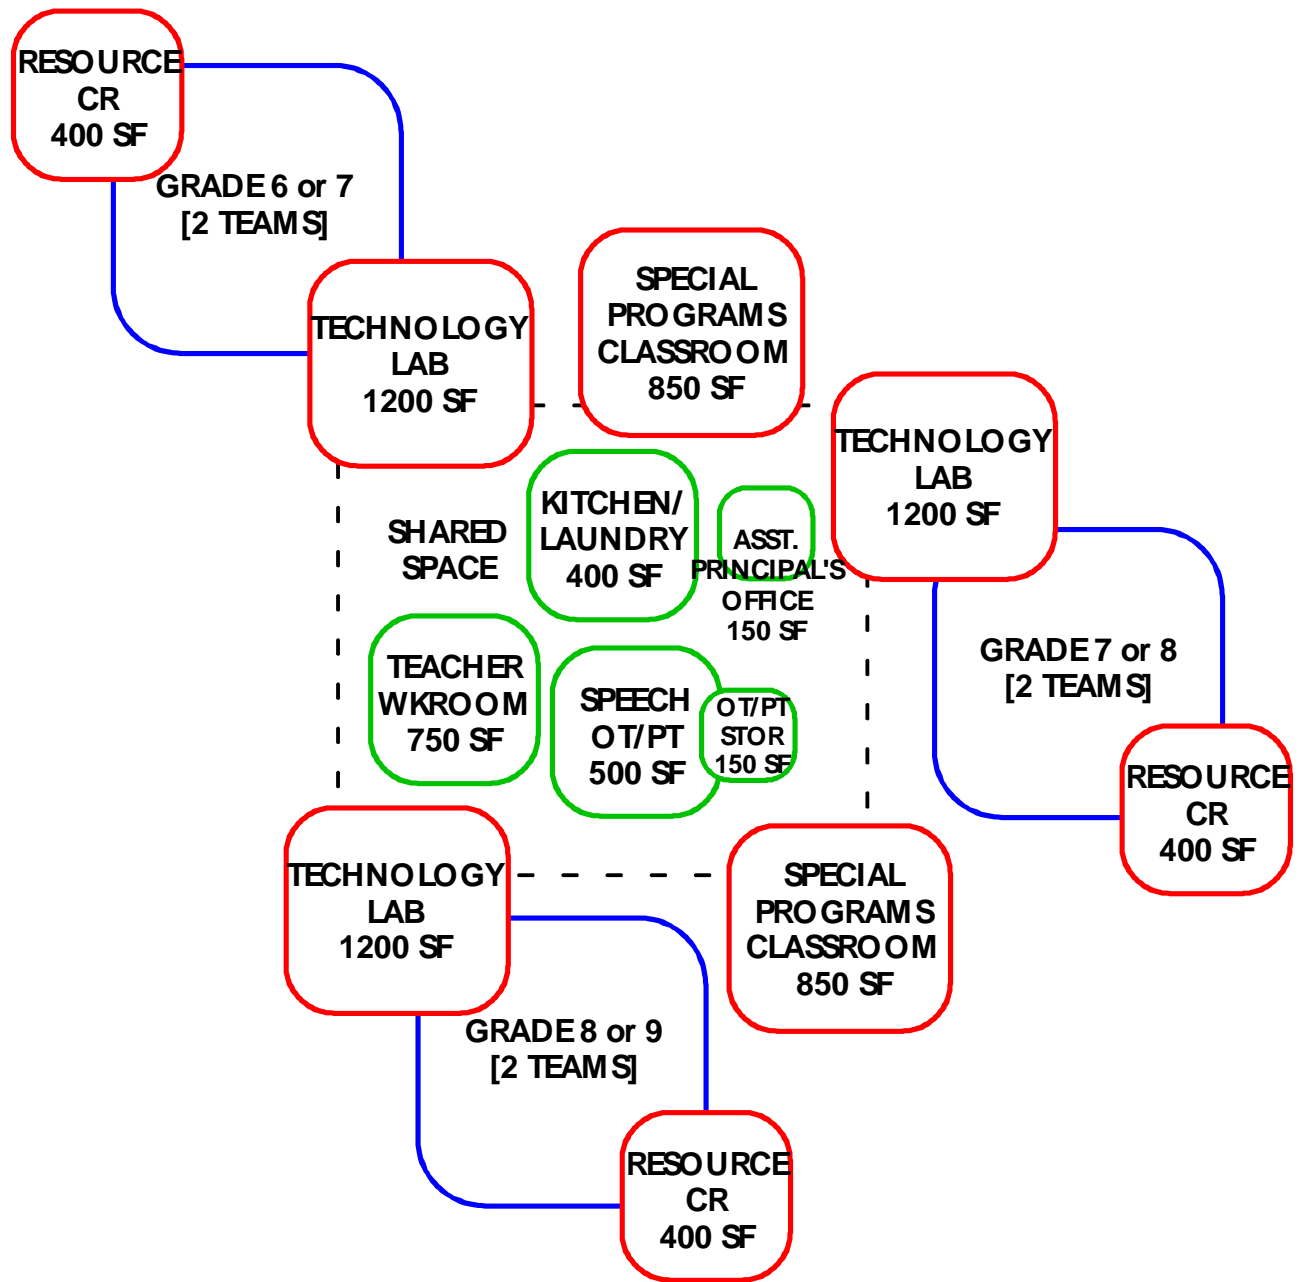 RESOURCE
CR
400 SF
GRADE 6 or 7
[2 TEAMS]
TECHNOLOGY
LAB
1200 SF
SPECIAL
PROGRAMS
CLASSROOM
850 SF
TECHNOLOGY
LAB
1200 SF
SHARED
SPACE
KITCHEN/
LAUNDRY
400 SF
ASST.
PRINCIPAL'S
OFFICE
150 SF
TEACHER
WKROOM
750 SF
SPEECH
OT/PT
500 SF
OT/PT
STOR
150 SF
GRADE 7 or 8
[2 TEAMS]
RESOURCE
CR
400 SF
TECHNOLOGY
LAB
1200 SF
SPECIAL
PROGRAMS
CLASSROOM
850 SF
GRADE 8 or 9
[2 TEAMS]
RESOURCE
CR
400 SF